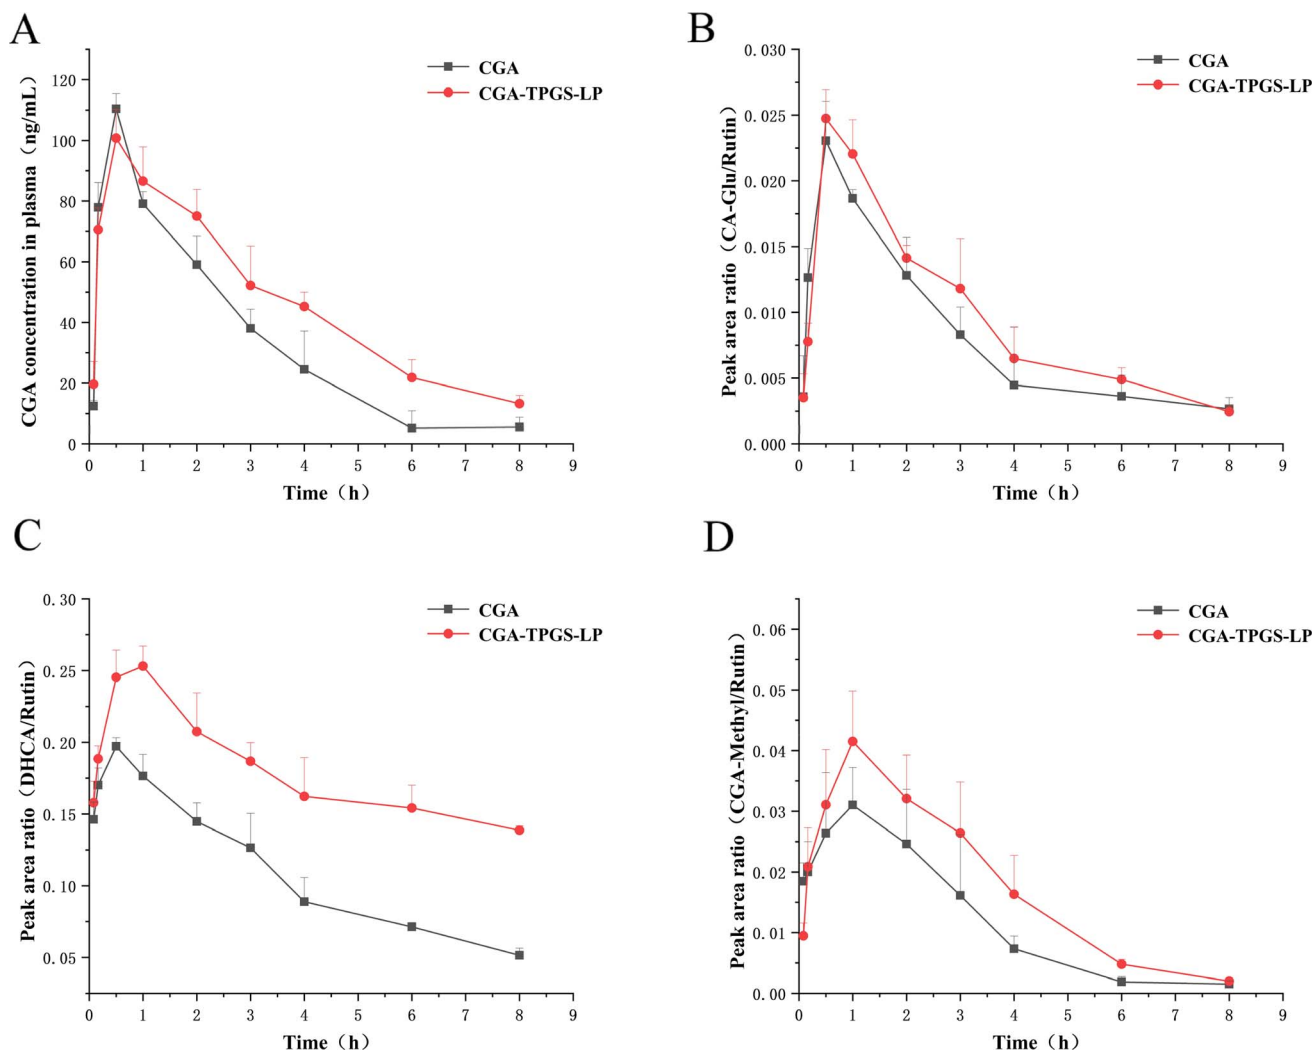 A
CGA concentration in plasma（ng/mL）
120
100
80
60
40
20
0
0 1 2 3 4 5 6 7 8 9
Time（h）
CGA
CGA-TPGS-LP
B
Peak area ratio（CA-Glu/Rutin）
0.030
0.025
0.020
0.015
0.010
0.005
0.000
0 1 2 3 4 5 6 7 8 9
Time（h）
CGA
CGA-TPGS-LP
C
Peak area ratio（DHCA/Rutin）
0.30
0.25
0.20
0.15
0.10
0.05
0 1 2 3 4 5 6 7 8 9
Time（h）
CGA
CGA-TPGS-LP
D
Peak area ratio（CGA-Methyl/Rutin）
0.06
0.05
0.04
0.03
0.02
0.01
0.00
0 1 2 3 4 5 6 7 8 9
Time（h）
CGA
CGA-TPGS-LP